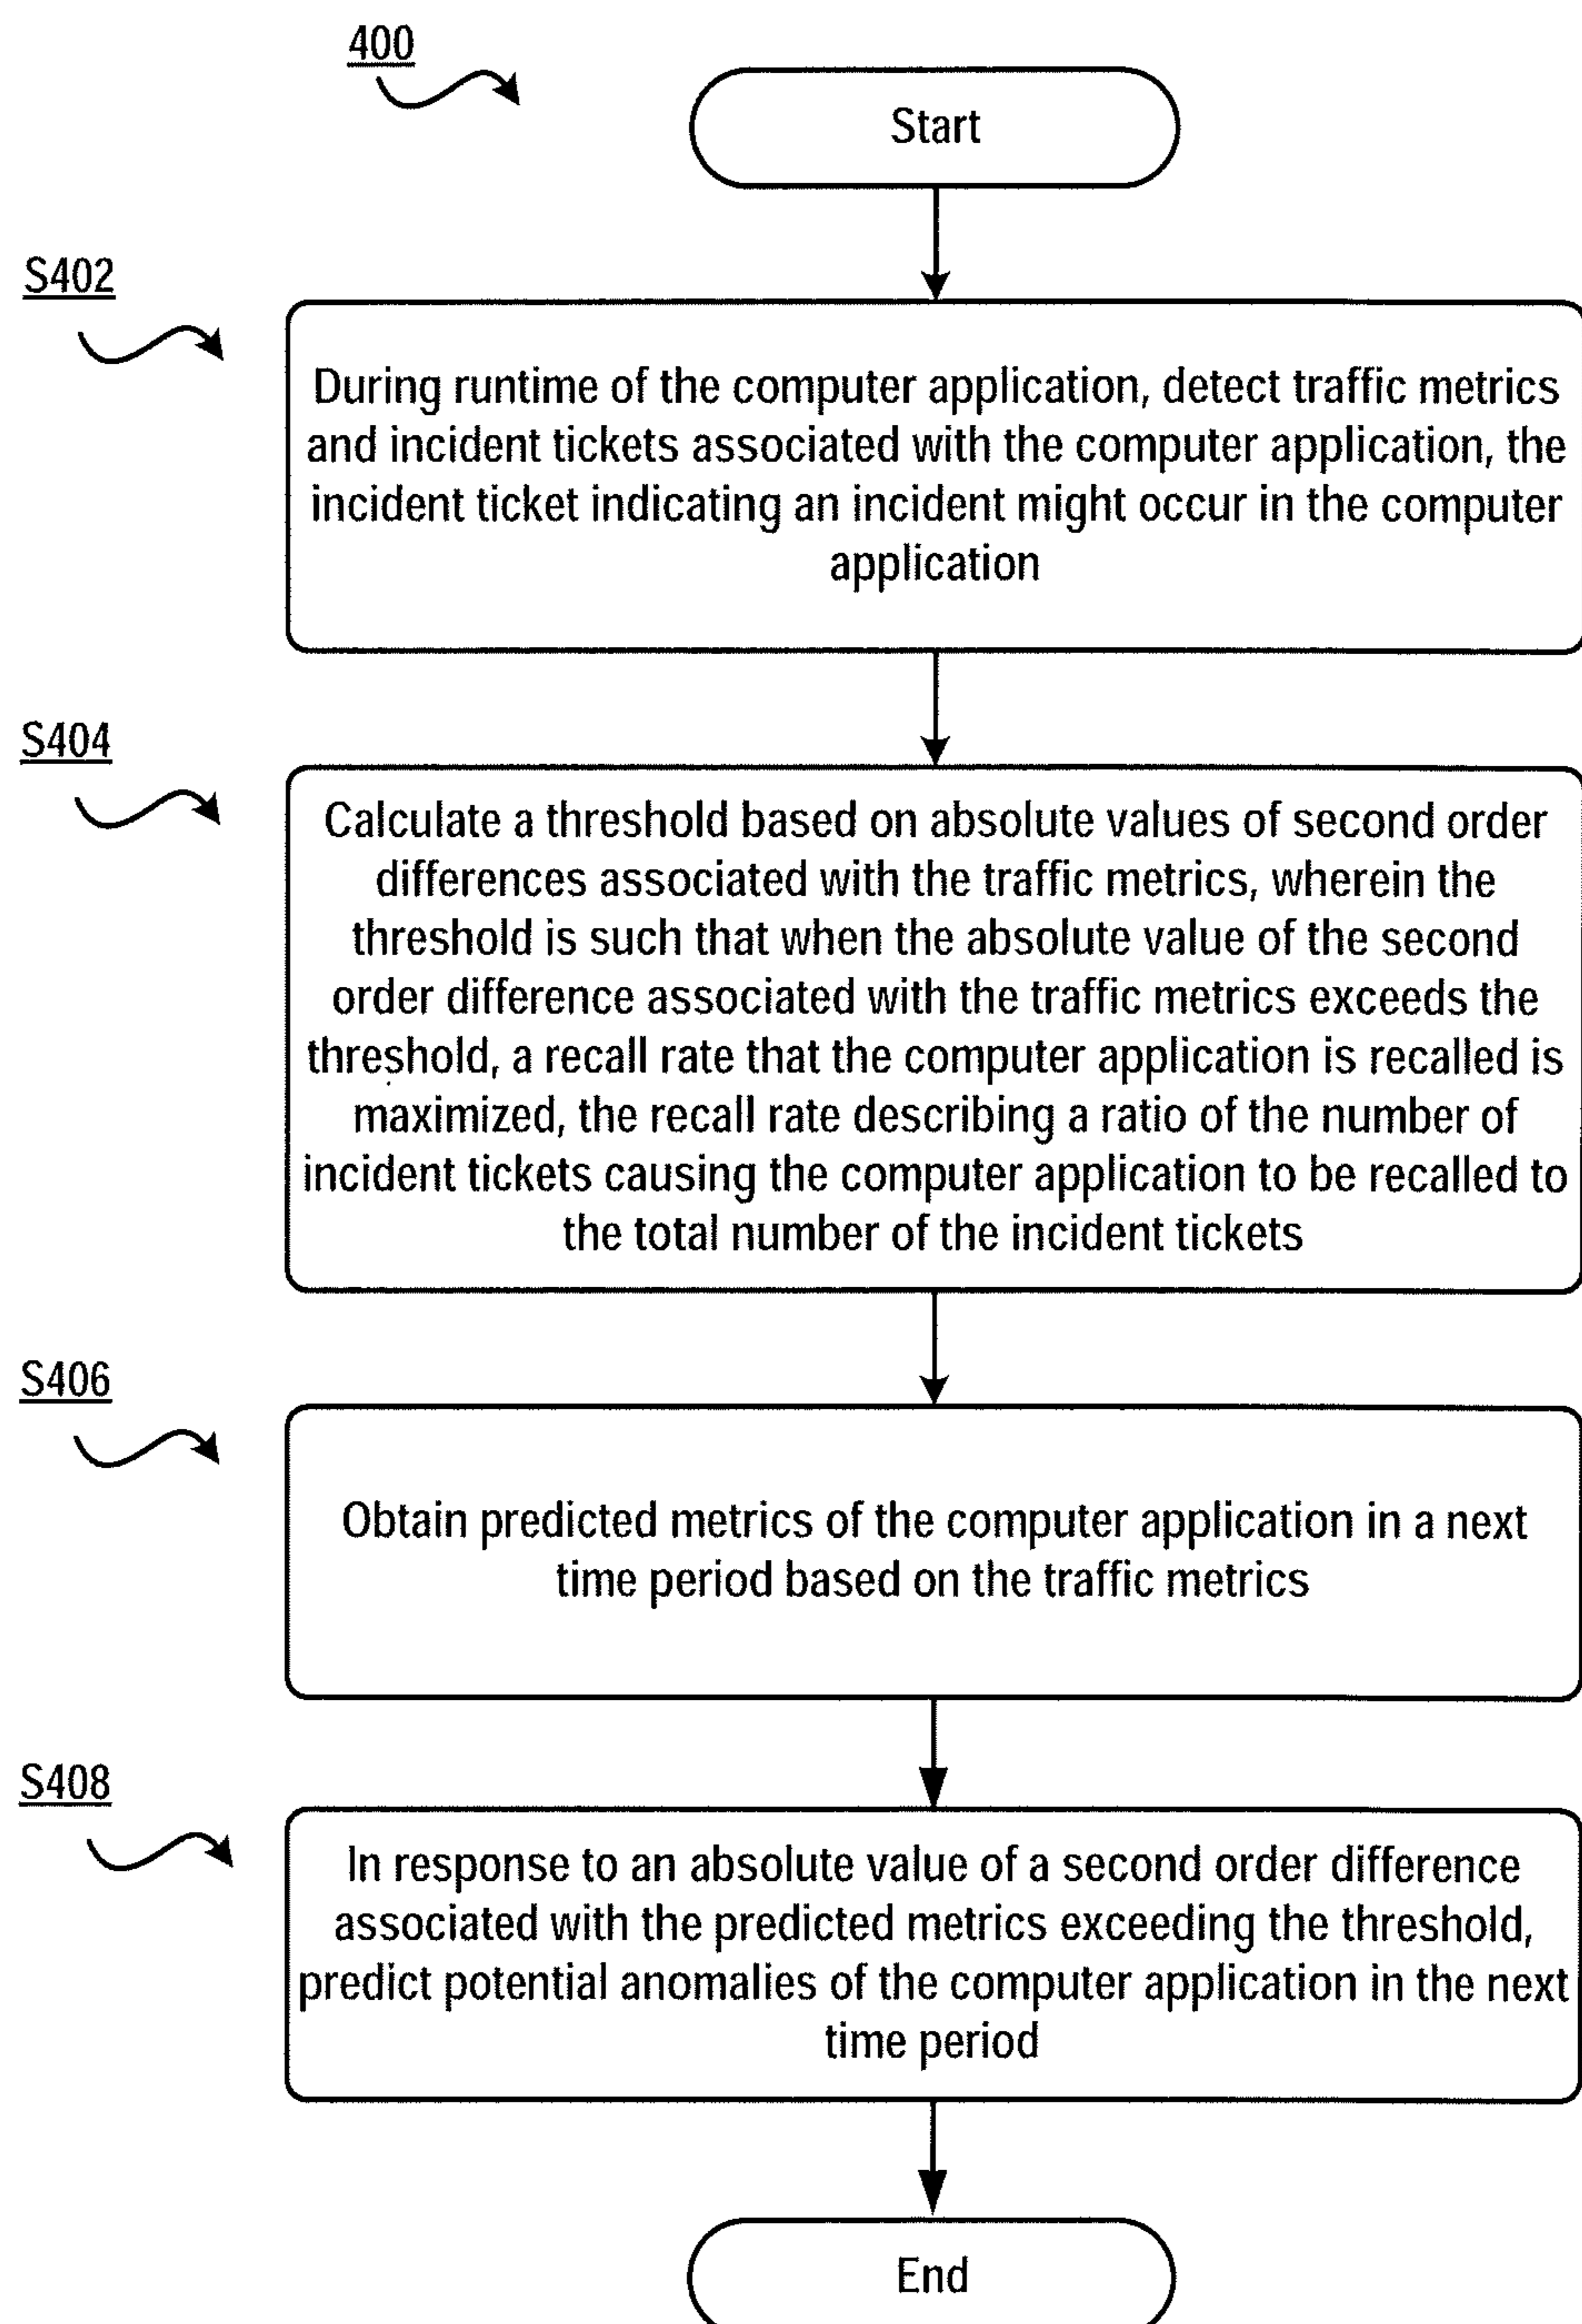 400
Start
S402
During runtime of the computer application, detect traffic metrics
and incident tickets associated with the computer application, the
incident ticket indicating an incident might occur in the computer
application
S404
Calculate a threshold based on absolute values of second order
differences associated with the traffic metrics, wherein the
threshold is such that when the absolute value of the second
order difference associated with the traffic metrics exceeds the
threshold, a recall rate that the computer application is recalled is
maximized, the recall rate describing a ratio of the number of
incident tickets causing the computer application to be recalled to
the total number of the incident tickets
S406
Obtain predicted metrics of the computer application in a next
time period based on the traffic metrics
S408
In response to an absolute value of a second order difference
associated with the predicted metrics exceeding the threshold,
predict potential anomalies of the computer application in the next
time period
End